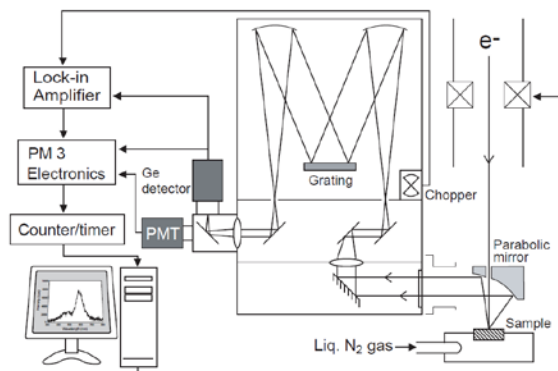 e-
Lock-in
Amplifier
PM 3
Electronics
Ge
detector
Grating
Chopper
Counter/timer
PMT
Parabolic
mirror
Sample
Liq. N2 gas